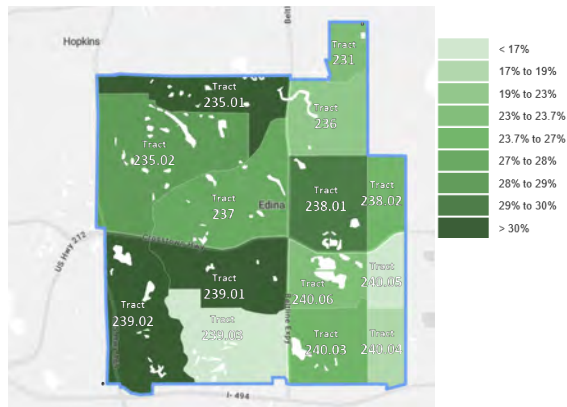 Hopkins
Tract
231
Tract
235.01
Tract
236
Tract
235.02
Tract
237
Edina
Tract
238.01
Tract
238.02
US Hwy 212
Tract
239.01
Tract
239.02
Tract
239.03
Tract
240.06
Tract
240.05
Tract
240.03
Tract
240.04
I- 494
< 17%
17% to 19%
19% to 23%
23% to 23.7%
23.7% to 27%
27% to 28%
28% to 29%
29% to 30%
> 30%